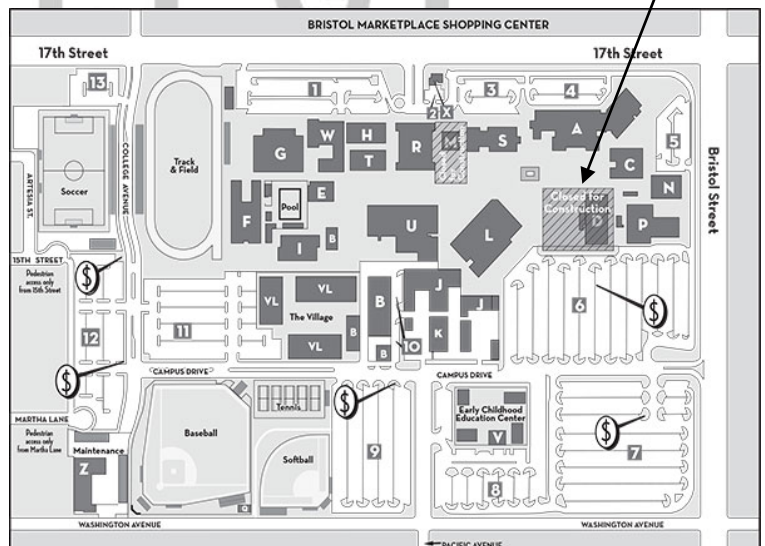 BRISTOL MARKETPLACE SHOPPING CENTER
17th Street
17th Street
13
1
2
X
3
4
5
COLLEGE AVENUE
Track
& Field
Soccer
ARTESIA ST.
G
W
H
T
R
M
S
A
C
N
Bristol Street
F
E
Pool
I
B
U
L
Closed for
Construction
D
P
15TH STREET
Pedestrian
access only
from 15th Street
$
$
12
11
VL
VL
The Village
VL
B
B
B
J
J
K
10
6
$
CAMPUS DRIVE
CAMPUS DRIVE
MARTHA LANE
Pedestrian
access only
from Martha Lane
Maintenance
Z
Baseball
Tennis
Softball
Q
$
9
Early Childhood
Education Center
V
8
$
7
WASHINGTON AVENUE
WASHINGTON AVENUE
PACIFIC AVENUE